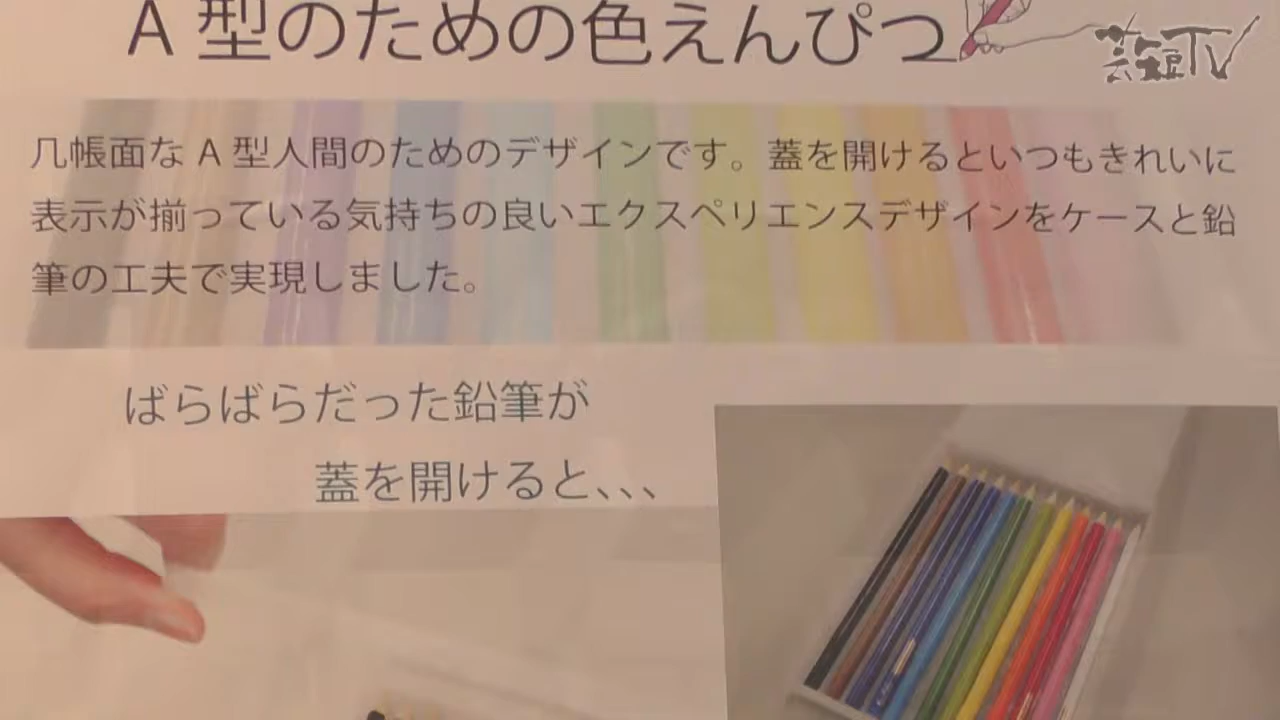 A型のための色えんぴつ
芸短TV
几帳面なA型人間のためのデザインです。蓋を開けるといつもきれいに
表示が揃っている気持ちの良いエクスペリエンスデザインをケースと鉛
筆の工夫で実現しました。
ばらばらだった鉛筆が
蓋を開けると、、、